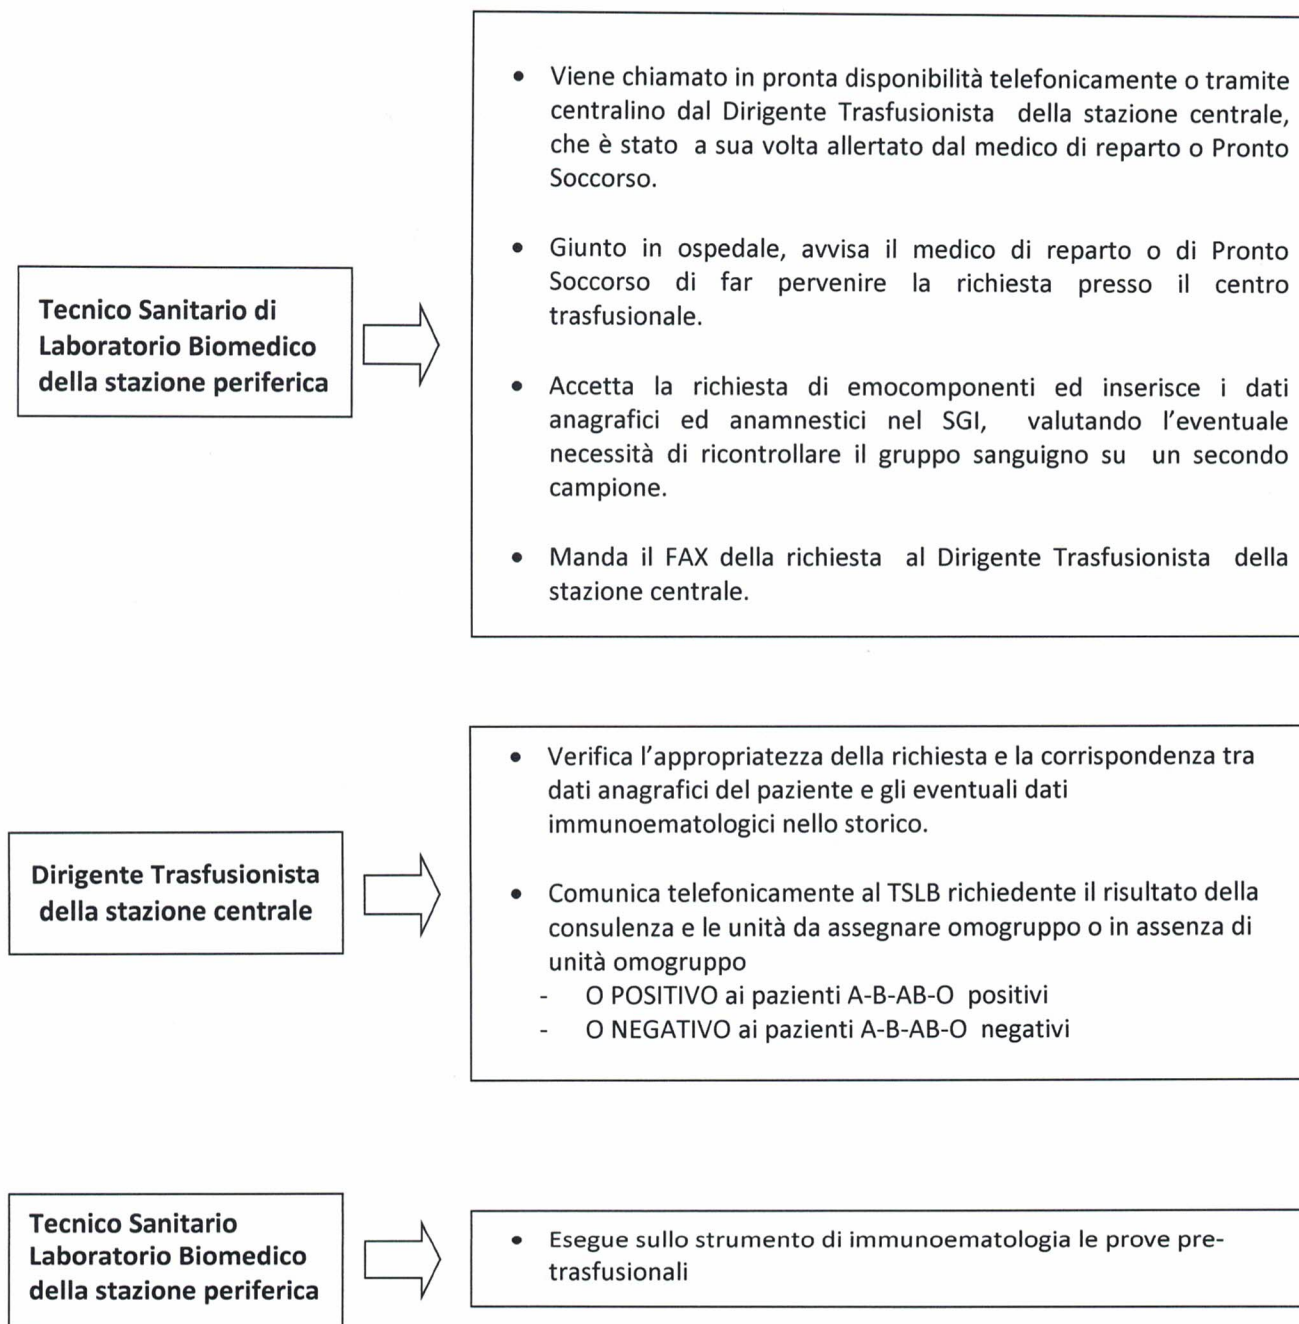 Tecnico Sanitario di
Laboratorio Biomedico
della stazione periferica
• Viene chiamato in pronta disponibilità telefonicamente o tramite
centralino dal Dirigente Trasfusionista della stazione centrale,
che è stato a sua volta allertato dal medico di reparto o Pronto
Soccorso.
• Giunto in ospedale, avvisa il medico di reparto o di Pronto
Soccorso di far pervenire la richiesta presso il centro
trasfusionale.
• Accetta la richiesta di emocomponenti ed inserisce i dati
anagrafici ed anamnestici nel SGI, valutando l'eventuale
necessità di ricontrollare il gruppo sanguigno su un secondo
campione.
• Manda il FAX della richiesta al Dirigente Trasfusionista della
stazione centrale.
Dirigente Trasfusionista
della stazione centrale
• Verifica l'appropriatezza della richiesta e la corrispondenza tra
dati anagrafici del paziente e gli eventuali dati
immunoematologici nello storico.
• Comunica telefonicamente al TSLB richiedente il risultato della
consulenza e le unità da assegnare omogruppo o in assenza di
unità omogruppo
- O POSITIVO ai pazienti A-B-AB-O positivi
- O NEGATIVO ai pazienti A-B-AB-O negativi
Tecnico Sanitario
Laboratorio Biomedico
della stazione periferica
• Esegue sullo strumento di immunoematologia le prove pre-
trasfusionali